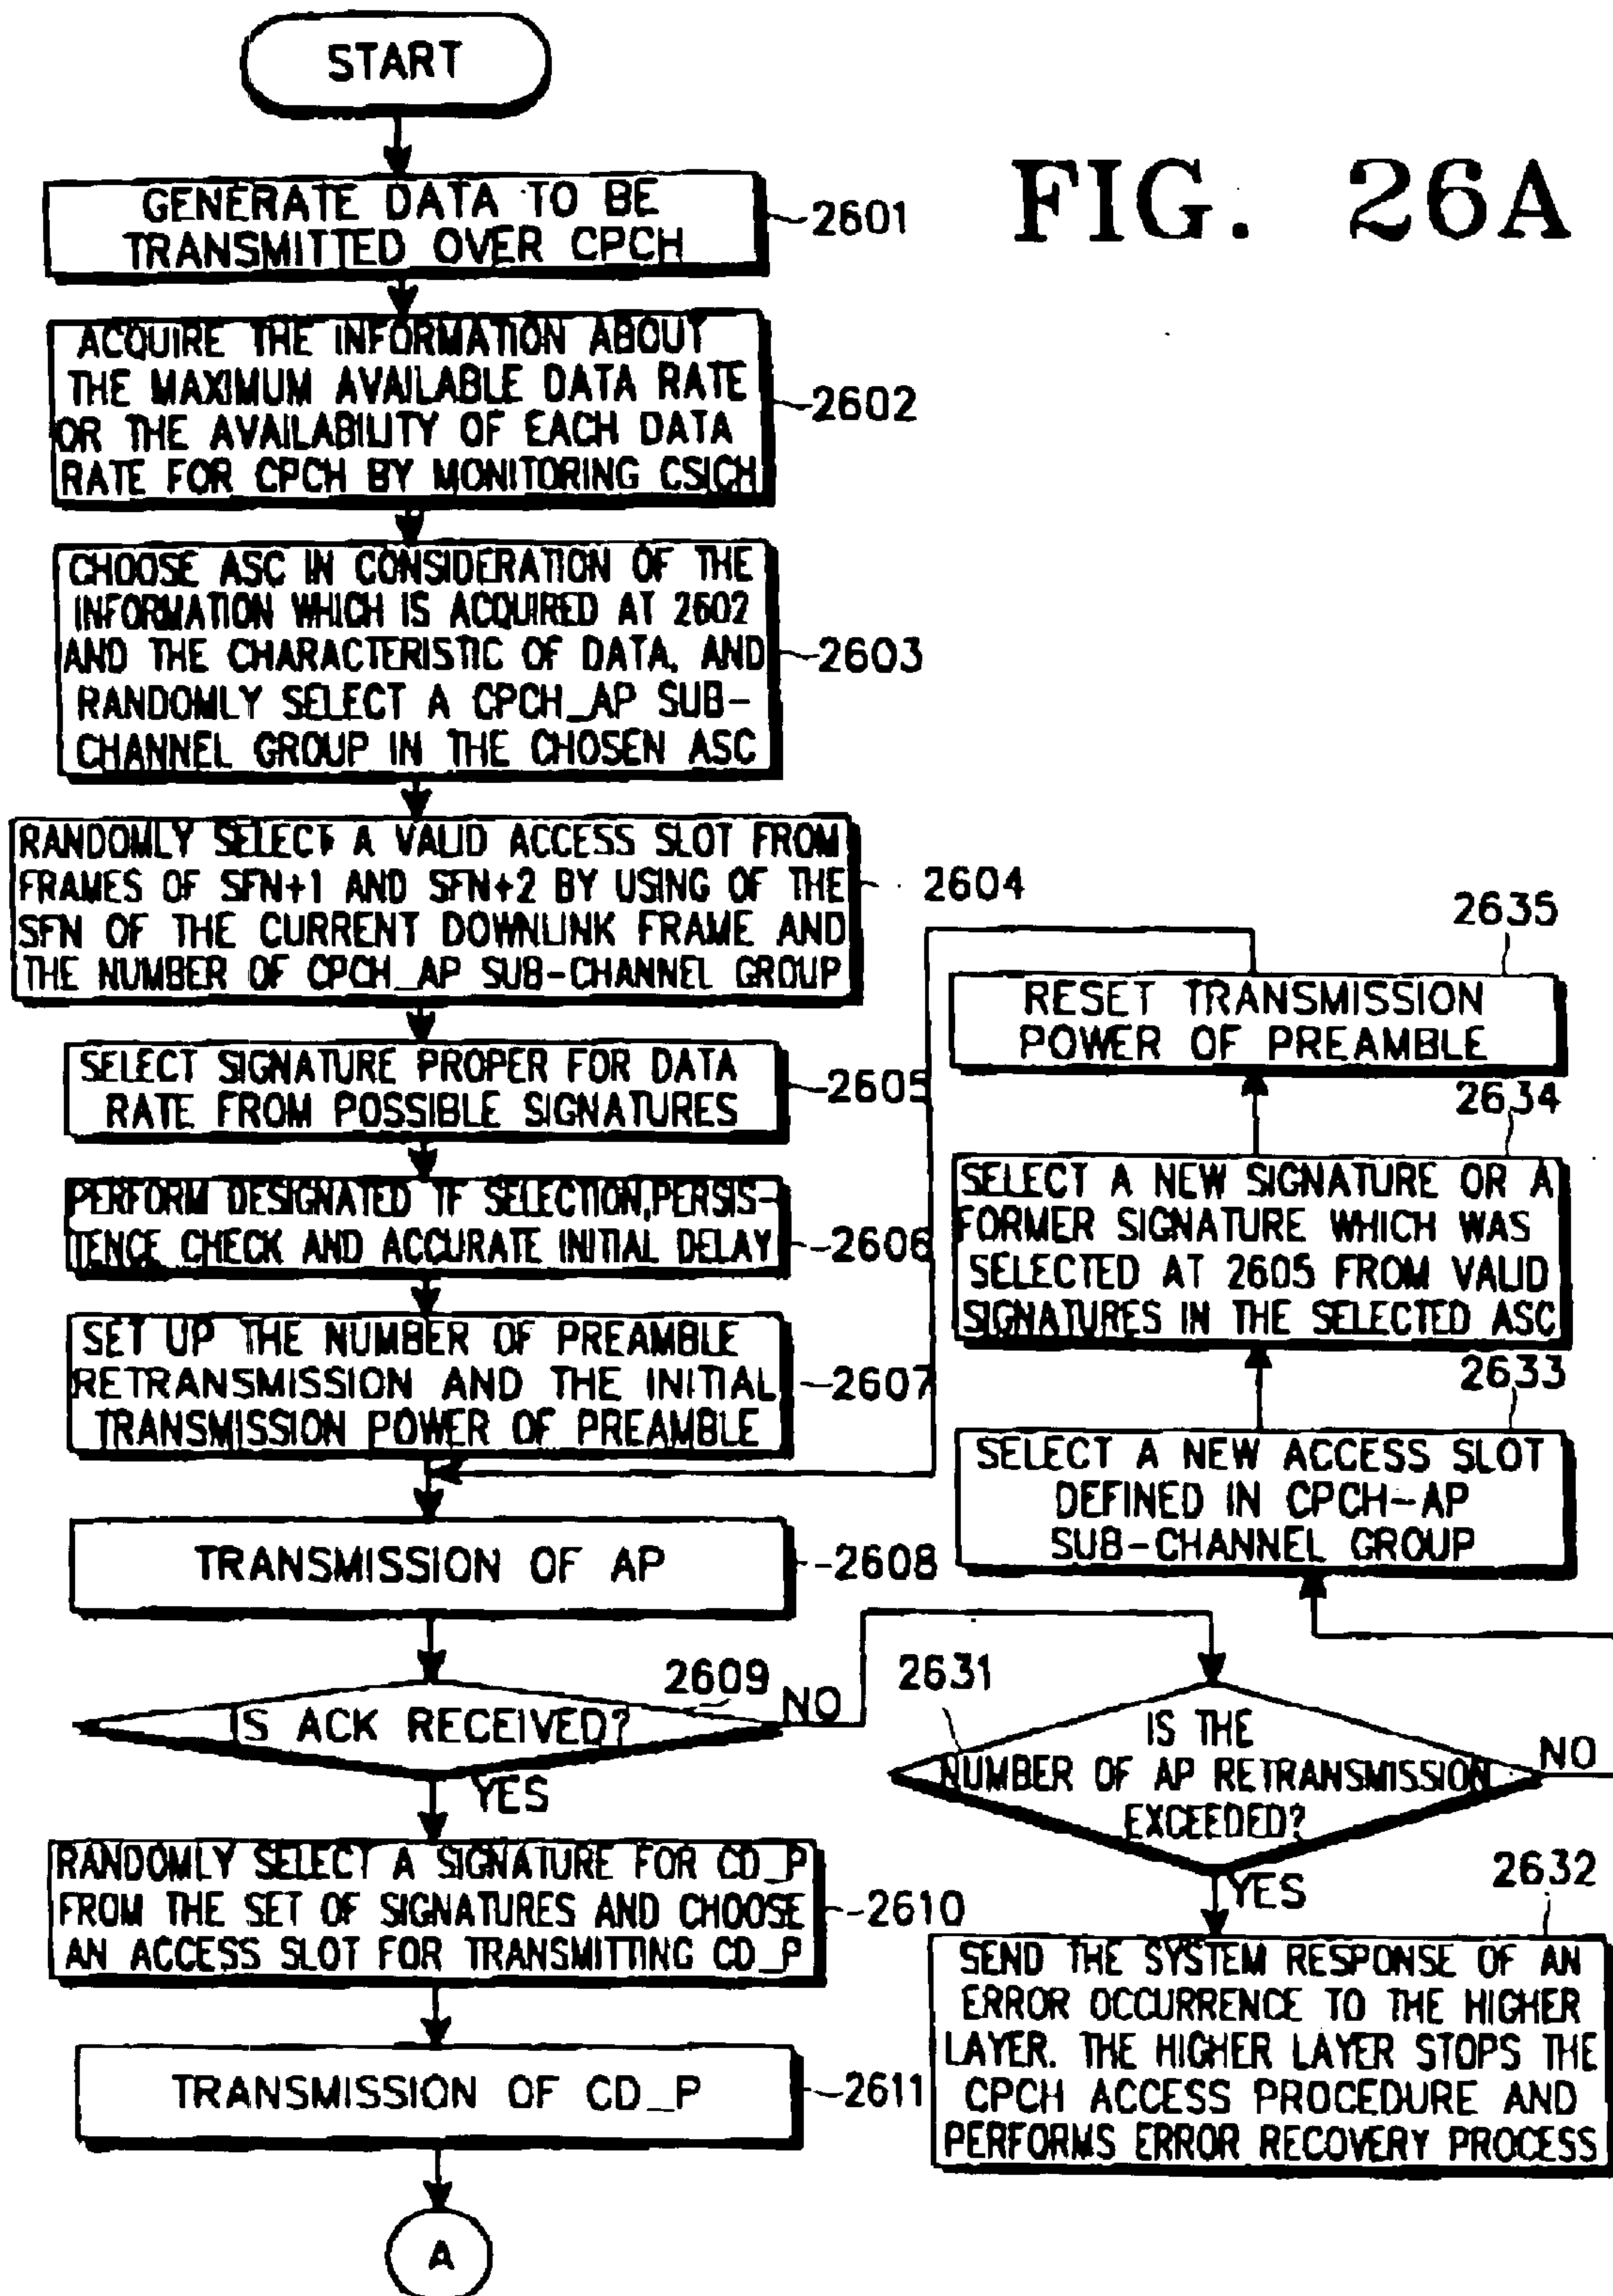 START
FIG. 26A
GENERATE DATA TO BE
TRANSMITTED OVER CPCH
2601
ACQUIRE THE INFORMATION ABOUT
THE MAXIMUM AVAILABLE DATA RATE
OR THE AVAILABILITY OF EACH DATA
RATE FOR CPCH BY MONITORING CSICH
2602
CHOOSE ASC IN CONSIDERATION OF THE
INFORMATION WHICH IS ACQUIRED AT 2602
AND THE CHARACTERISTIC OF DATA, AND
RANDOMLY SELECT A CPCH_AP SUB-
CHANNEL GROUP IN THE CHOSEN ASC
2603
RANDOMLY SELECT A VALID ACCESS SLOT FROM
FRAMES OF SFN+1 AND SFN+2 BY USING OF THE
SFN OF THE CURRENT DOWNLINK FRAME AND
THE NUMBER OF CPCH_AP SUB-CHANNEL GROUP
2604
SELECT SIGNATURE PROPER FOR DATA
RATE FROM POSSIBLE SIGNATURES
2605
PERFORM DESIGNATED TF SELECTION,PERSIS-
TENCE CHECK AND ACCURATE INITIAL DELAY
2606
SET UP THE NUMBER OF PREAMBLE
RETRANSMISSION AND THE INITIAL
TRANSMISSION POWER OF PREAMBLE
2607
TRANSMISSION OF AP
2608
IS ACK RECEIVED?
2609
NO
YES
RANDOMLY SELECT A SIGNATURE FOR CD_P
FROM THE SET OF SIGNATURES AND CHOOSE
AN ACCESS SLOT FOR TRANSMITTING CD_P
2610
TRANSMISSION OF CD_P
2611
A
2635
RESET TRANSMISSION
POWER OF PREAMBLE
2634
SELECT A NEW SIGNATURE OR A
FORMER SIGNATURE WHICH WAS
SELECTED AT 2605 FROM VALID
SIGNATURES IN THE SELECTED ASC
2633
SELECT A NEW ACCESS SLOT
DEFINED IN CPCH-AP
SUB-CHANNEL GROUP
2631
IS THE
NUMBER OF AP RETRANSMISSION
EXCEEDED?
NO
YES
2632
SEND THE SYSTEM RESPONSE OF AN
ERROR OCCURRENCE TO THE HIGHER
LAYER. THE HIGHER LAYER STOPS THE
CPCH ACCESS PROCEDURE AND
PERFORMS ERROR RECOVERY PROCESS